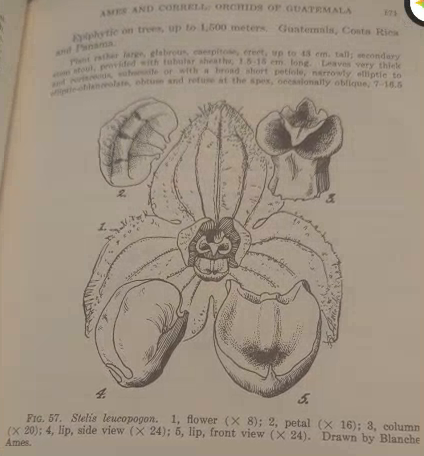 AMES AND CORRELL: ORCHIDS OF GUATEMALA 671
Epiphytic on trees, up to 1,500 meters. Guatemala, Costa Rica
and Panama.
Plant rather large, glabrous, caespitose, erect, up to 45 cm. tall; secondary
stem stout, provided with tubular sheaths, 1.5-15 cm. long. Leaves very thick
and coriaceous, subsessile or with a broad short petiole, narrowly elliptic to
elliptic-oblanceolate, obtuse and retuse at the apex, occasionally oblique, 7-16.5
2.
3.
1.
4.
5.
FIG. 57. Stelis leucopogon. 1, flower (× 8); 2, petal (× 16); 3, column
(× 20); 4, lip, side view (× 24); 5, lip, front view (× 24). Drawn by Blanche
Ames.